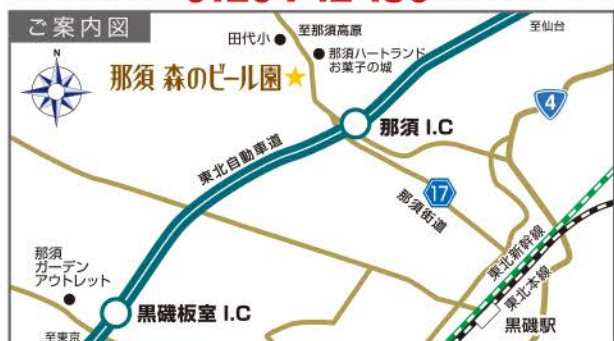 ご案内図
至仙台
田代小
至那須高原
那須ハートランド
お菓子の城
N
那須 森のビール園
4
那須 I.C
東北自動車道
17
那須街道
那須
ガーデン
アウトレット
東北新幹線
東北本線
黒磯板室 I.C
黒磯駅
至東京